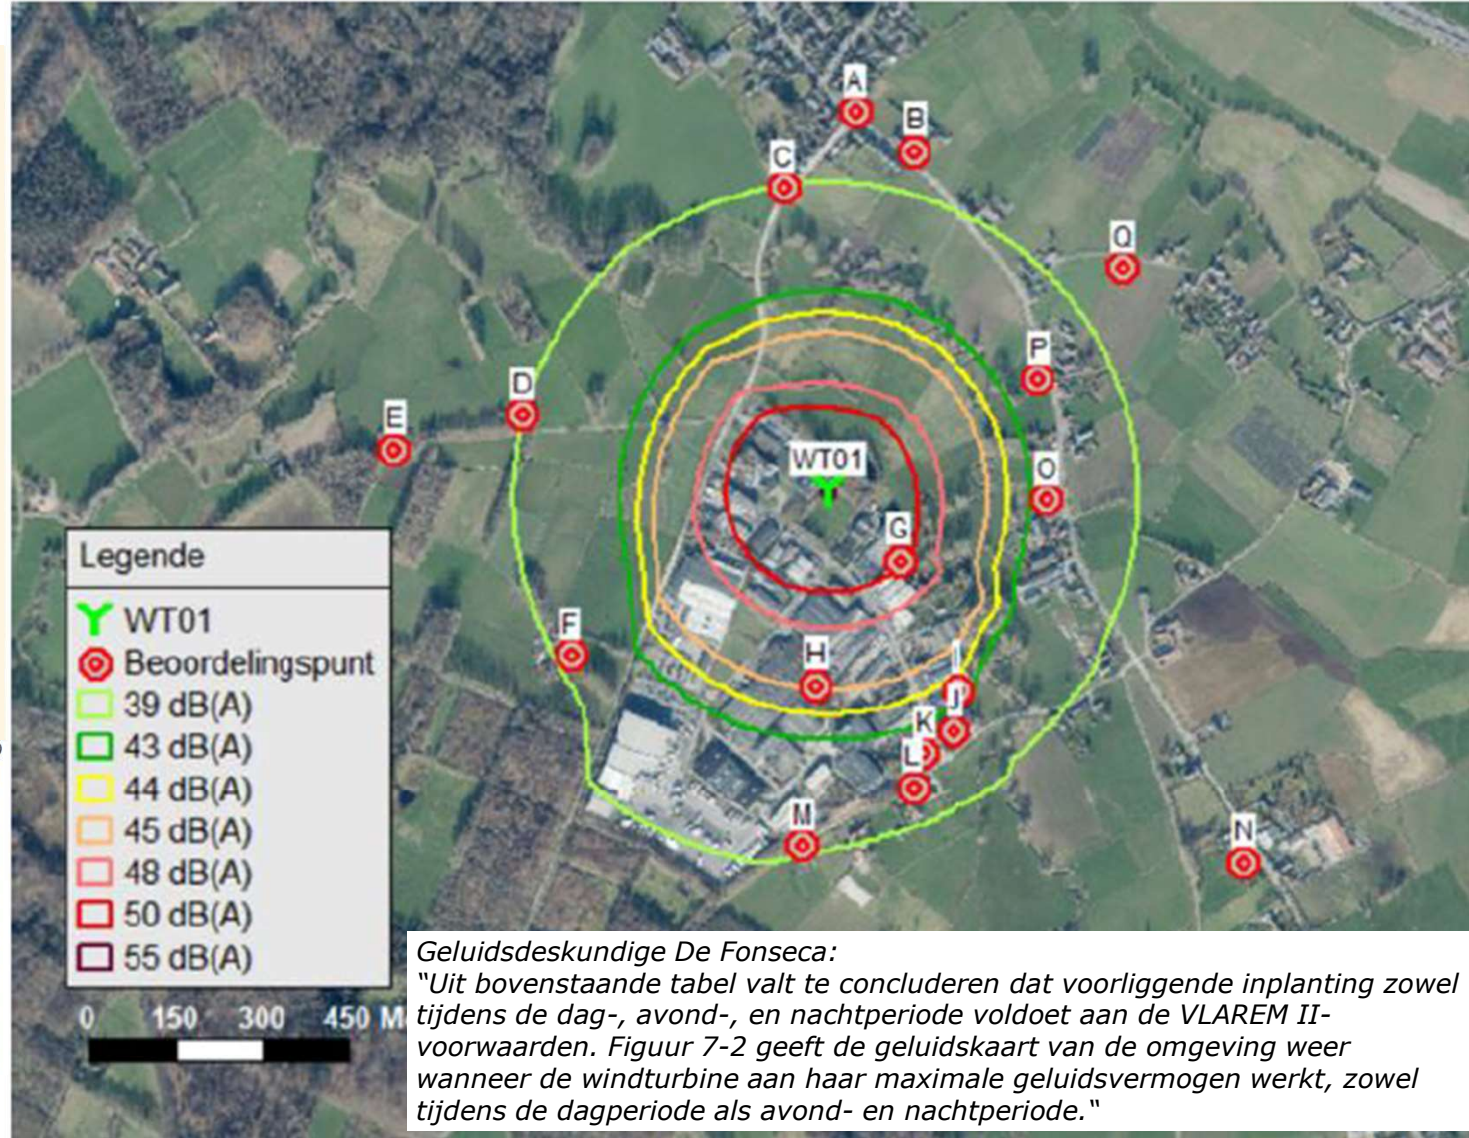 A
B
C
Q
P
D
E
WT01
O
G
F
H
I
J
K
L
M
N
Legende
WT01
Beoordelingspunt
39 dB(A)
43 dB(A)
44 dB(A)
45 dB(A)
48 dB(A)
50 dB(A)
55 dB(A)
0 150 300 450
Geluidsdeskundige De Fonseca:
“Uit bovenstaande tabel valt te concluderen dat voorliggende inplanting zowel
tijdens de dag-, avond-, en nachtperiode voldoet aan de VLAREM II-
voorwaarden. Figuur 7-2 geeft de geluidskaart van de omgeving weer
wanneer de windturbine aan haar maximale geluidsvermogen werkt, zowel
tijdens de dagperiode als avond- en nachtperiode.“